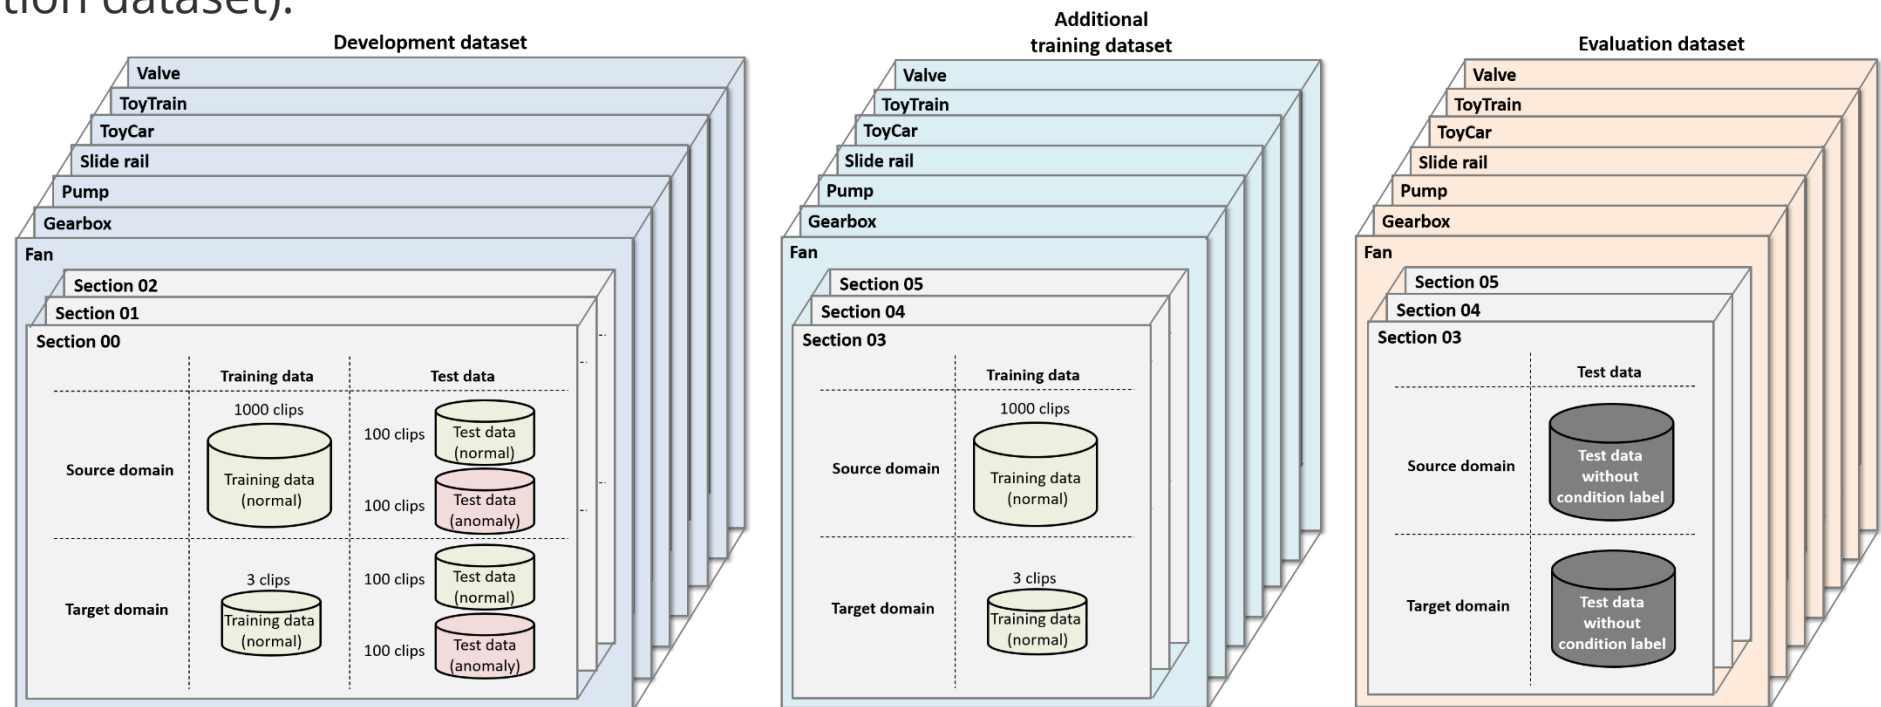 tion dataset).
Development dataset
Valve
ToyTrain
ToyCar
Slide rail
Pump
Gearbox
Fan
Section 02
Section 01
Section 00
Training data
Test data
Source domain
1000 clips
Training data
(normal)
100 clips
Test data
(normal)
100 clips
Test data
(anomaly)
Target domain
3 clips
Training data
(normal)
100 clips
Test data
(normal)
100 clips
Test data
(anomaly)
Additional
training dataset
Valve
ToyTrain
ToyCar
Slide rail
Pump
Gearbox
Fan
Section 05
Section 04
Section 03
Training data
Source domain
1000 clips
Training data
(normal)
Target domain
3 clips
Training data
(normal)
Evaluation dataset
Valve
ToyTrain
ToyCar
Slide rail
Pump
Gearbox
Fan
Section 05
Section 04
Section 03
Test data
Source domain
Test data
without
condition label
Target domain
Test data
without
condition label